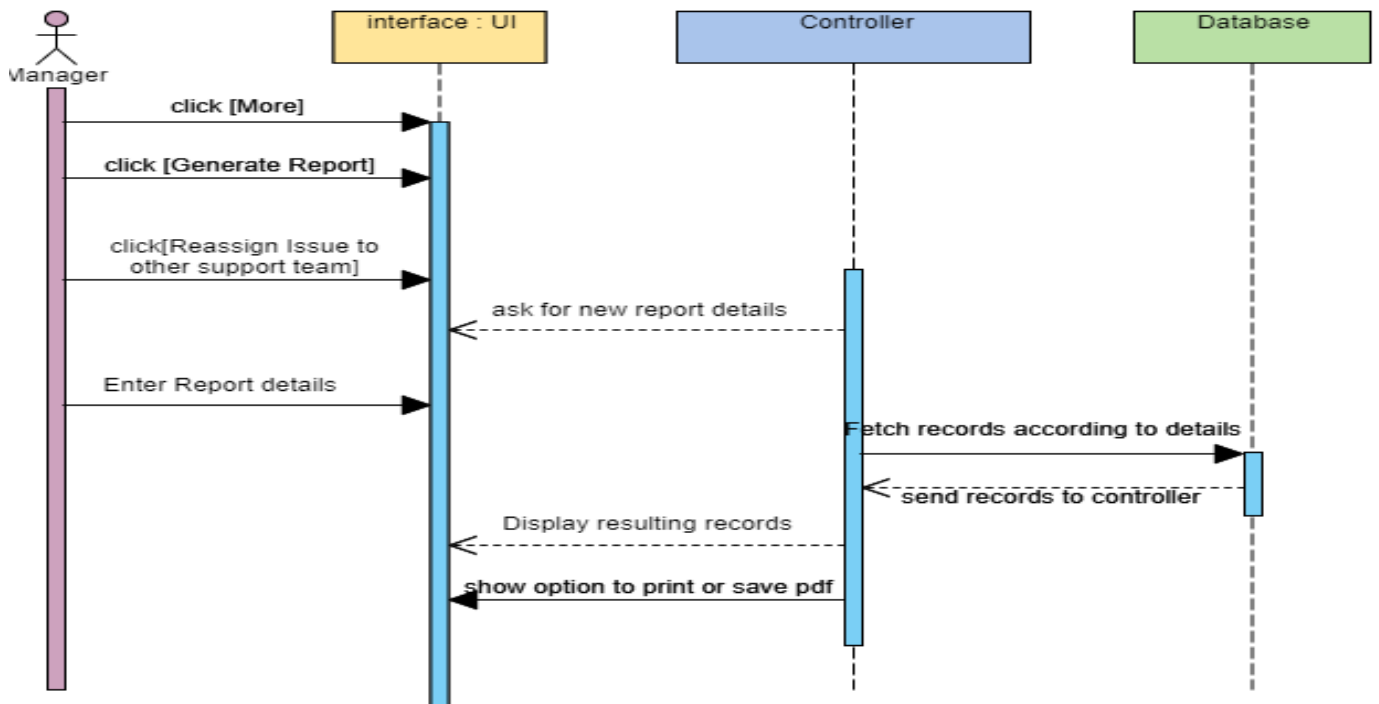 interface : UI
Controller
Database
Manager
click [More]
click [Generate Report]
click[Reassign Issue to
other support team]
ask for new report details
Enter Report details
Fetch records according to details
send records to controller
Display resulting records
show option to print or save pdf